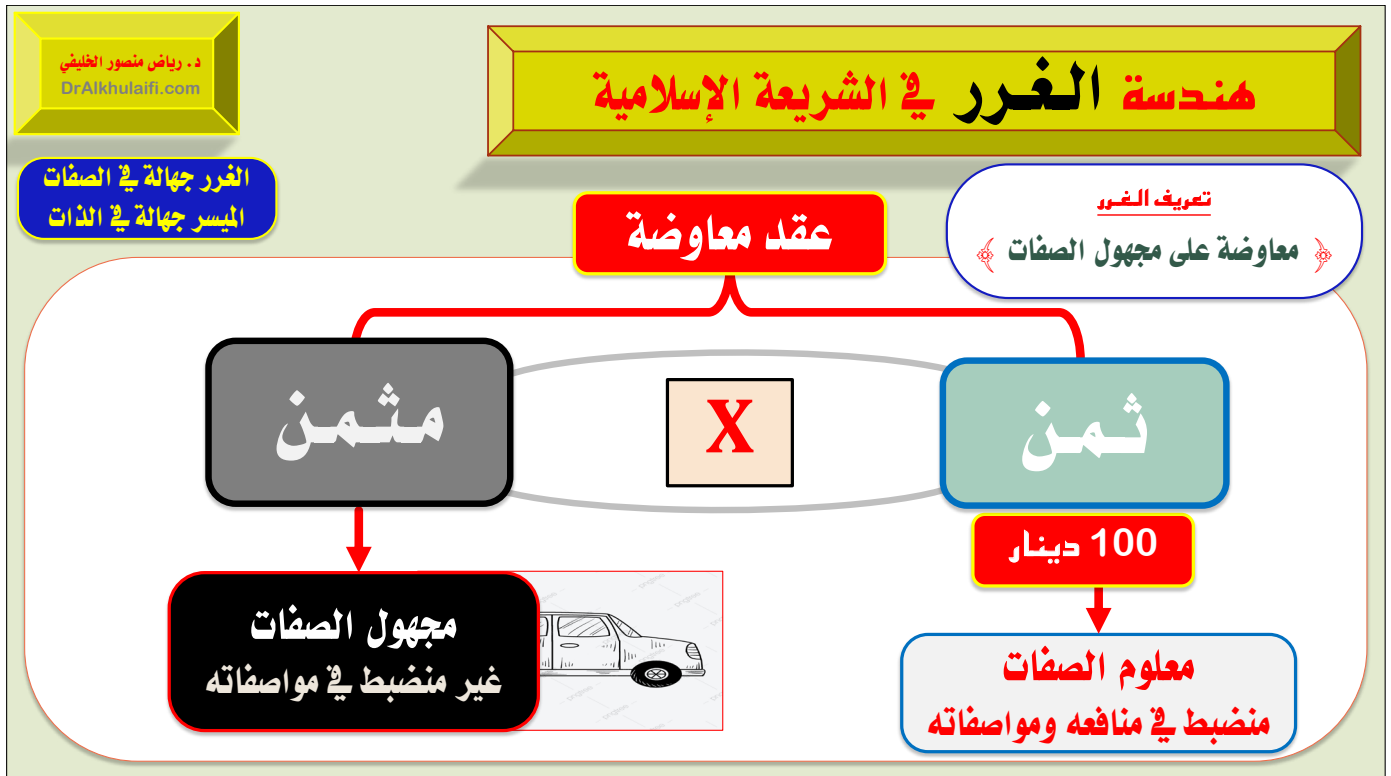 هندسة الغرر في الشريعة الإسلامية
د. رياض منصور الخليفي
DrAlkhulaifi.com
الغرر جهالة في الصفات
الميسر جهالة في الذات
تعريف الغرر
﴿ معاوضة على مجهول الصفات ﴾
عقد معاوضة
ثمن
X
مثمن
100 دينار
معلوم الصفات
منضبط في منافعه ومواصفاته
مجهول الصفات
غير منضبط في مواصفاته